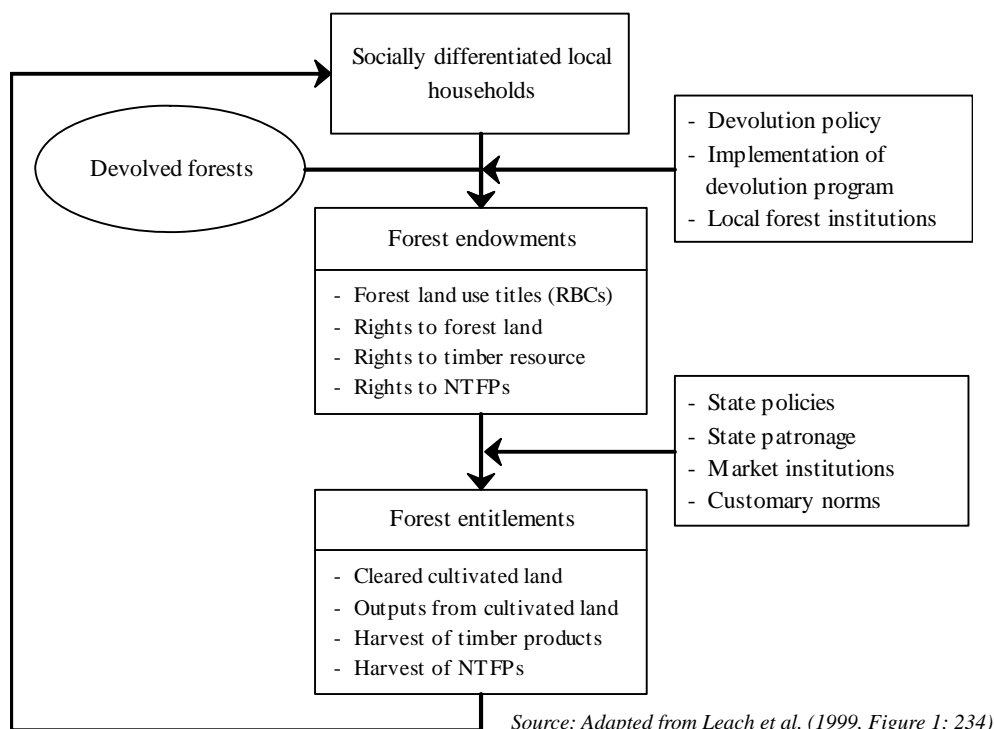 Socially differentiated local
households
Devolved forests
- Devolution policy
- Implementation of
devolution program
- Local forest institutions
Forest endowments
- Forest land use titles (RBCs)
- Rights to forest land
- Rights to timber resource
- Rights to NTFPs
- State policies
- State patronage
- Market institutions
- Customary norms
Forest entitlements
- Cleared cultivated land
- Outputs from cultivated land
- Harvest of timber products
- Harvest of NTFPs
Source: Adapted from Leach et al. (1999, Figure 1: 234)